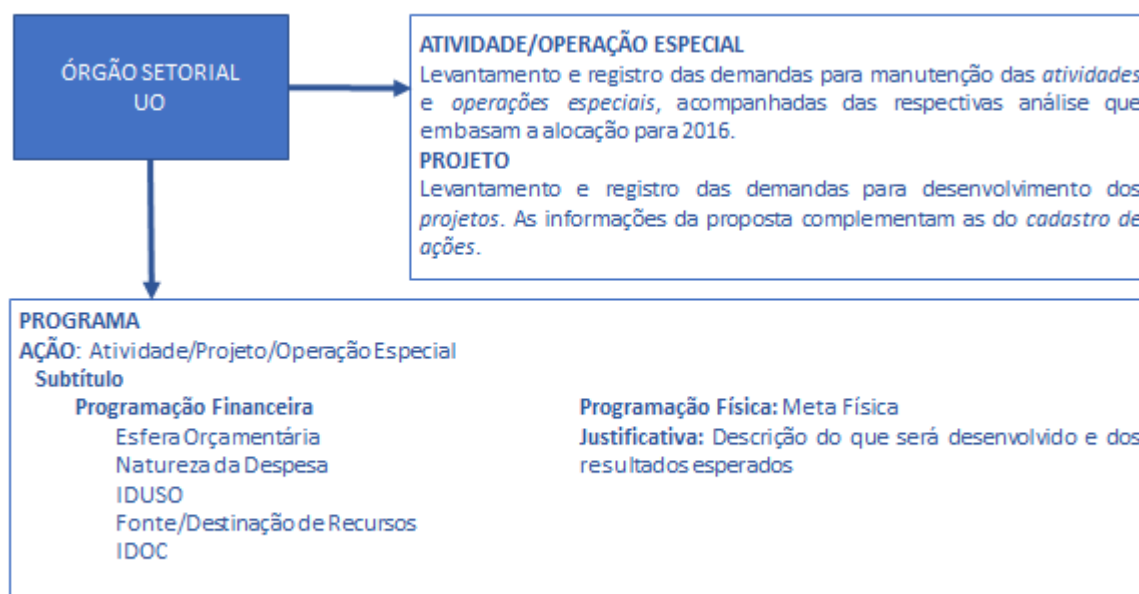 ÓRGÃO SETORIAL
UO
ATIVIDADE/OPERAÇÃO ESPECIAL
Levantamento e registro das demandas para manutenção das atividades
e operações especiais, acompanhadas das respectivas análise que
embasam a alocação para 2016.
PROJETO
Levantamento e registro das demandas para desenvolvimento dos
projetos. As informações da proposta complementam as do cadastro de
ações.
PROGRAMA
AÇÃO: Atividade/Projeto/Operação Especial
Subtítulo
Programação Financeira
Esfera Orçamentária
Natureza da Despesa
IDUSO
Fonte/Destinação de Recursos
IDOC
Programação Física: Meta Física
Justificativa: Descrição do que será desenvolvido e dos
resultados esperados